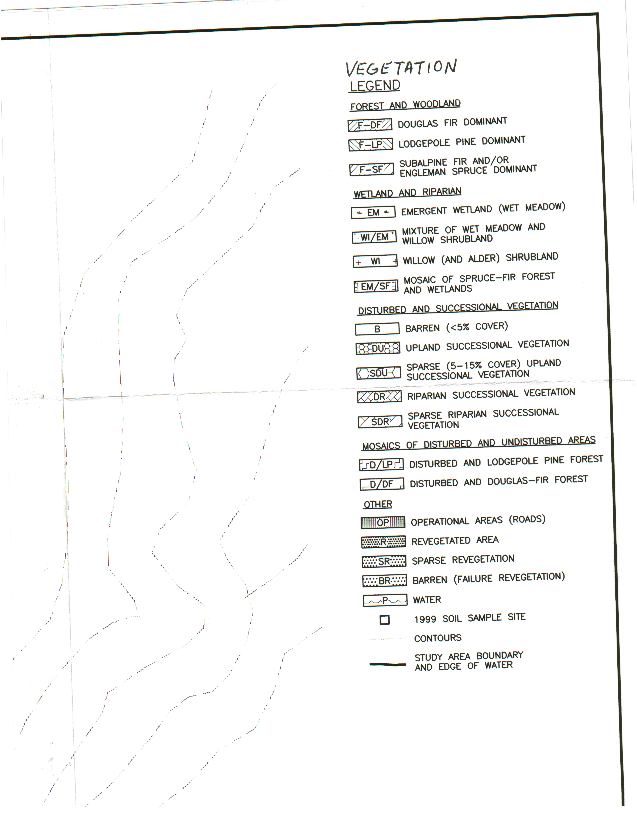 VEGETATION
LEGEND
FOREST AND WOODLAND
F-DF DOUGLAS FIR DOMINANT
F-LP LODGEPOLE PINE DOMINANT
F-SF SUBALPINE FIR AND/OR
ENGLEMAN SPRUCE DOMINANT
WETLAND AND RIPARIAN
EM EMERGENT WETLAND (WET MEADOW)
WI/EM MIXTURE OF WET MEADOW AND
WILLOW SHRUBLAND
WI WILLOW (AND ALDER) SHRUBLAND
EM/SF MOSAIC OF SPRUCE-FIR FOREST
AND WETLANDS
DISTURBED AND SUCCESSIONAL VEGETATION
B BARREN (<5% COVER)
DU UPLAND SUCCESSIONAL VEGETATION
SDU SPARSE (5-15% COVER) UPLAND
SUCCESSIONAL VEGETATION
DR RIPARIAN SUCCESSIONAL VEGETATION
SDR SPARSE RIPARIAN SUCCESSIONAL
VEGETATION
MOSAICS OF DISTURBED AND UNDISTURBED AREAS
D/LP DISTURBED AND LODGEPOLE PINE FOREST
D/DF DISTURBED AND DOUGLAS-FIR FOREST
OTHER
OP OPERATIONAL AREAS (ROADS)
R REVEGETATED AREA
SR SPARSE REVEGETATION
BR BARREN (FAILURE REVEGETATION)
P WATER
1999 SOIL SAMPLE SITE
CONTOURS
STUDY AREA BOUNDARY
AND EDGE OF WATER